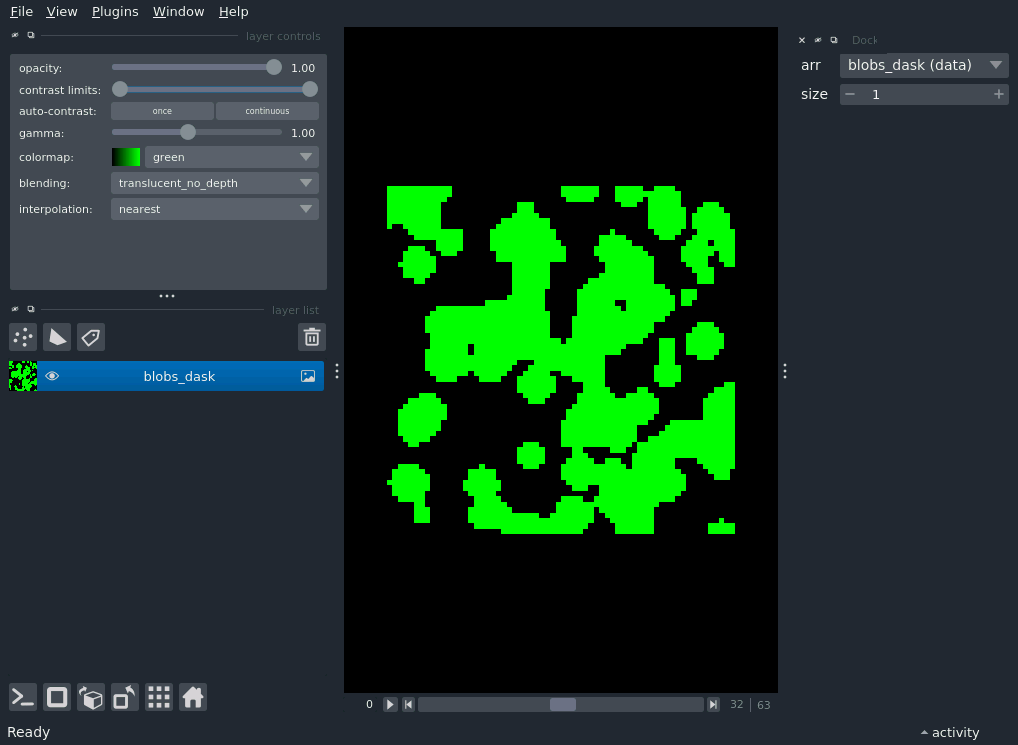 File View Plugins Window Help
layer controls
opacity: 1.00
contrast limits:
auto-contrast: once continuous
gamma: 1.00
colormap: green
blending: translucent_no_depth
interpolation: nearest
layer list
blobs_dask
Dock
arr blobs_dask (data)
size 1
0 32 63
Ready
activity